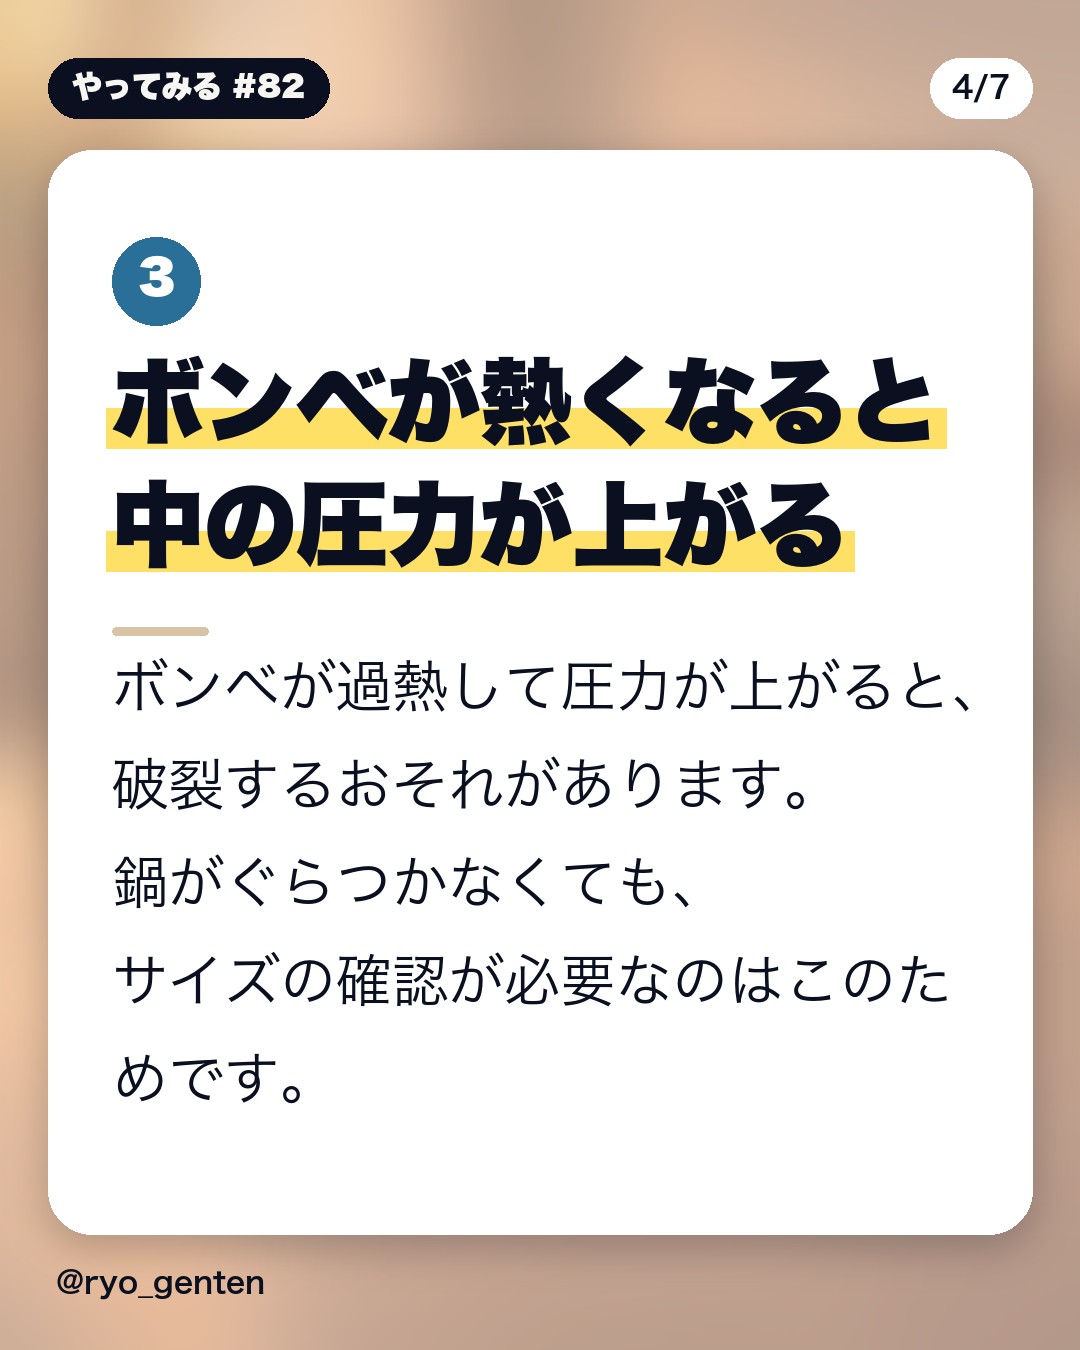 やってみる #82
4/7
3
ボンベが熱くなると
中の圧力が上がる
ボンベが過熱して圧力が上がると、
破裂するおそれがあります。
鍋がぐらつかなくても、
サイズの確認が必要なのはこのた
めです。
@ryo_genten